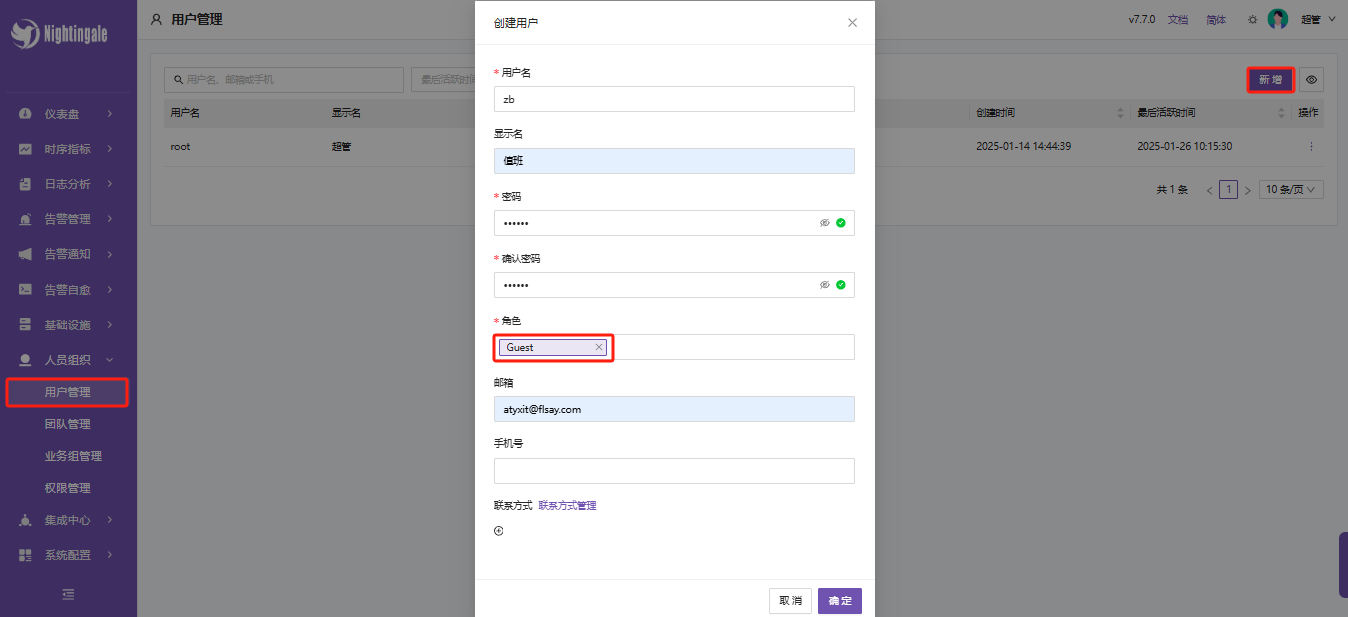 Nightingale
仪表盘
时序指标
日志分析
告警管理
告警通知
告警自愈
基础设施
人员组织
用户管理
团队管理
业务组管理
权限管理
集成中心
系统配置
用户管理
v7.7.0 文档 简体 超管
用户名、邮箱或手机 最后活跃时间
新增
用户名 显示名 创建时间 最后活跃时间 操作
root 超管 2025-01-14 14:44:39 2025-01-26 10:15:30
共 1 条 < 1 > 10 条/页
创建用户
* 用户名
zb
显示名
值班
* 密码
••••••
* 确认密码
••••••
* 角色
Guest
邮箱
atyxit@flsay.com
手机号
联系方式 联系方式管理
取消 确定